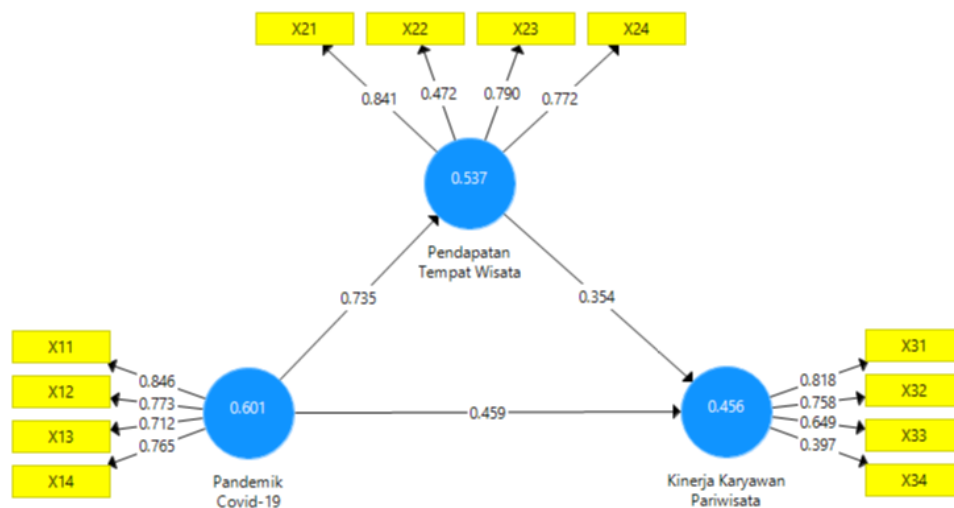 X21
X22
X23
X24
0.841
0.472
0.790
0.772
0.537
Pendapatan
Tempat Wisata
0.735
0.354
X11
X12
X13
X14
0.846
0.773
0.712
0.765
0.601
Pandemik
Covid-19
0.459
0.456
Kinerja Karyawan
Pariwisata
0.818
0.758
0.649
0.397
X31
X32
X33
X34